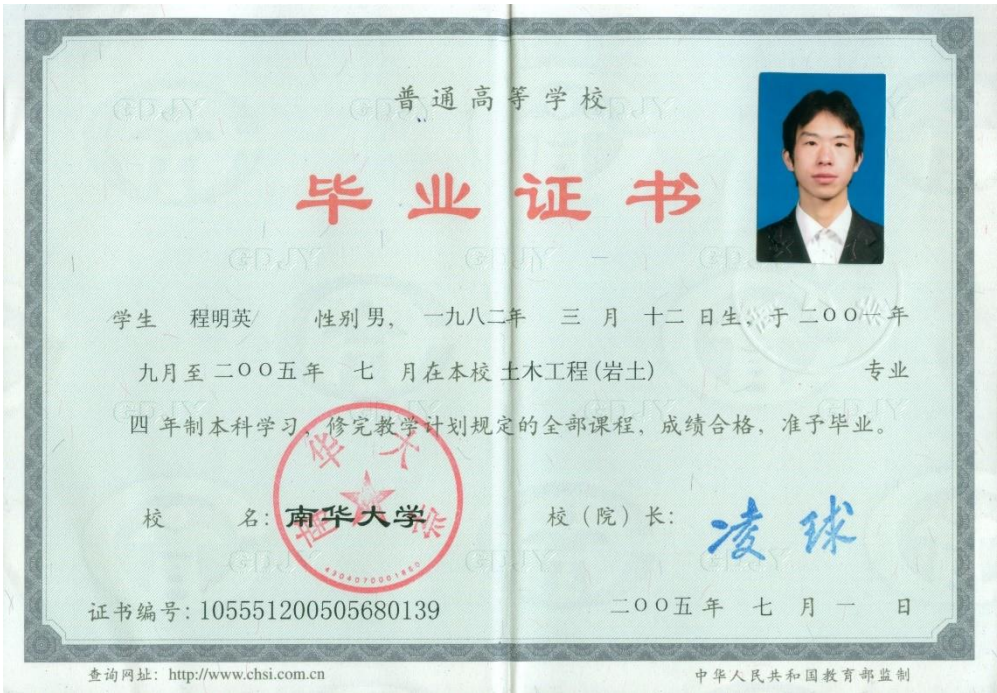 普通高等学校
毕业证书
学生 程明英 性别 男， 一九八二年 三 月 十二 日生，于 二〇〇一年
九月至 二〇〇五年 七 月在本校 土木工程(岩土) 专业
四 年制本科学习，修完教学计划规定的全部课程，成绩合格，准予毕业。
校 名：南华大学 校（院）长：凌球
证书编号：105551200505680139 二〇〇五年 七 月 一 日
查询网址：http://www.chsi.com.cn 中华人民共和国教育部监制